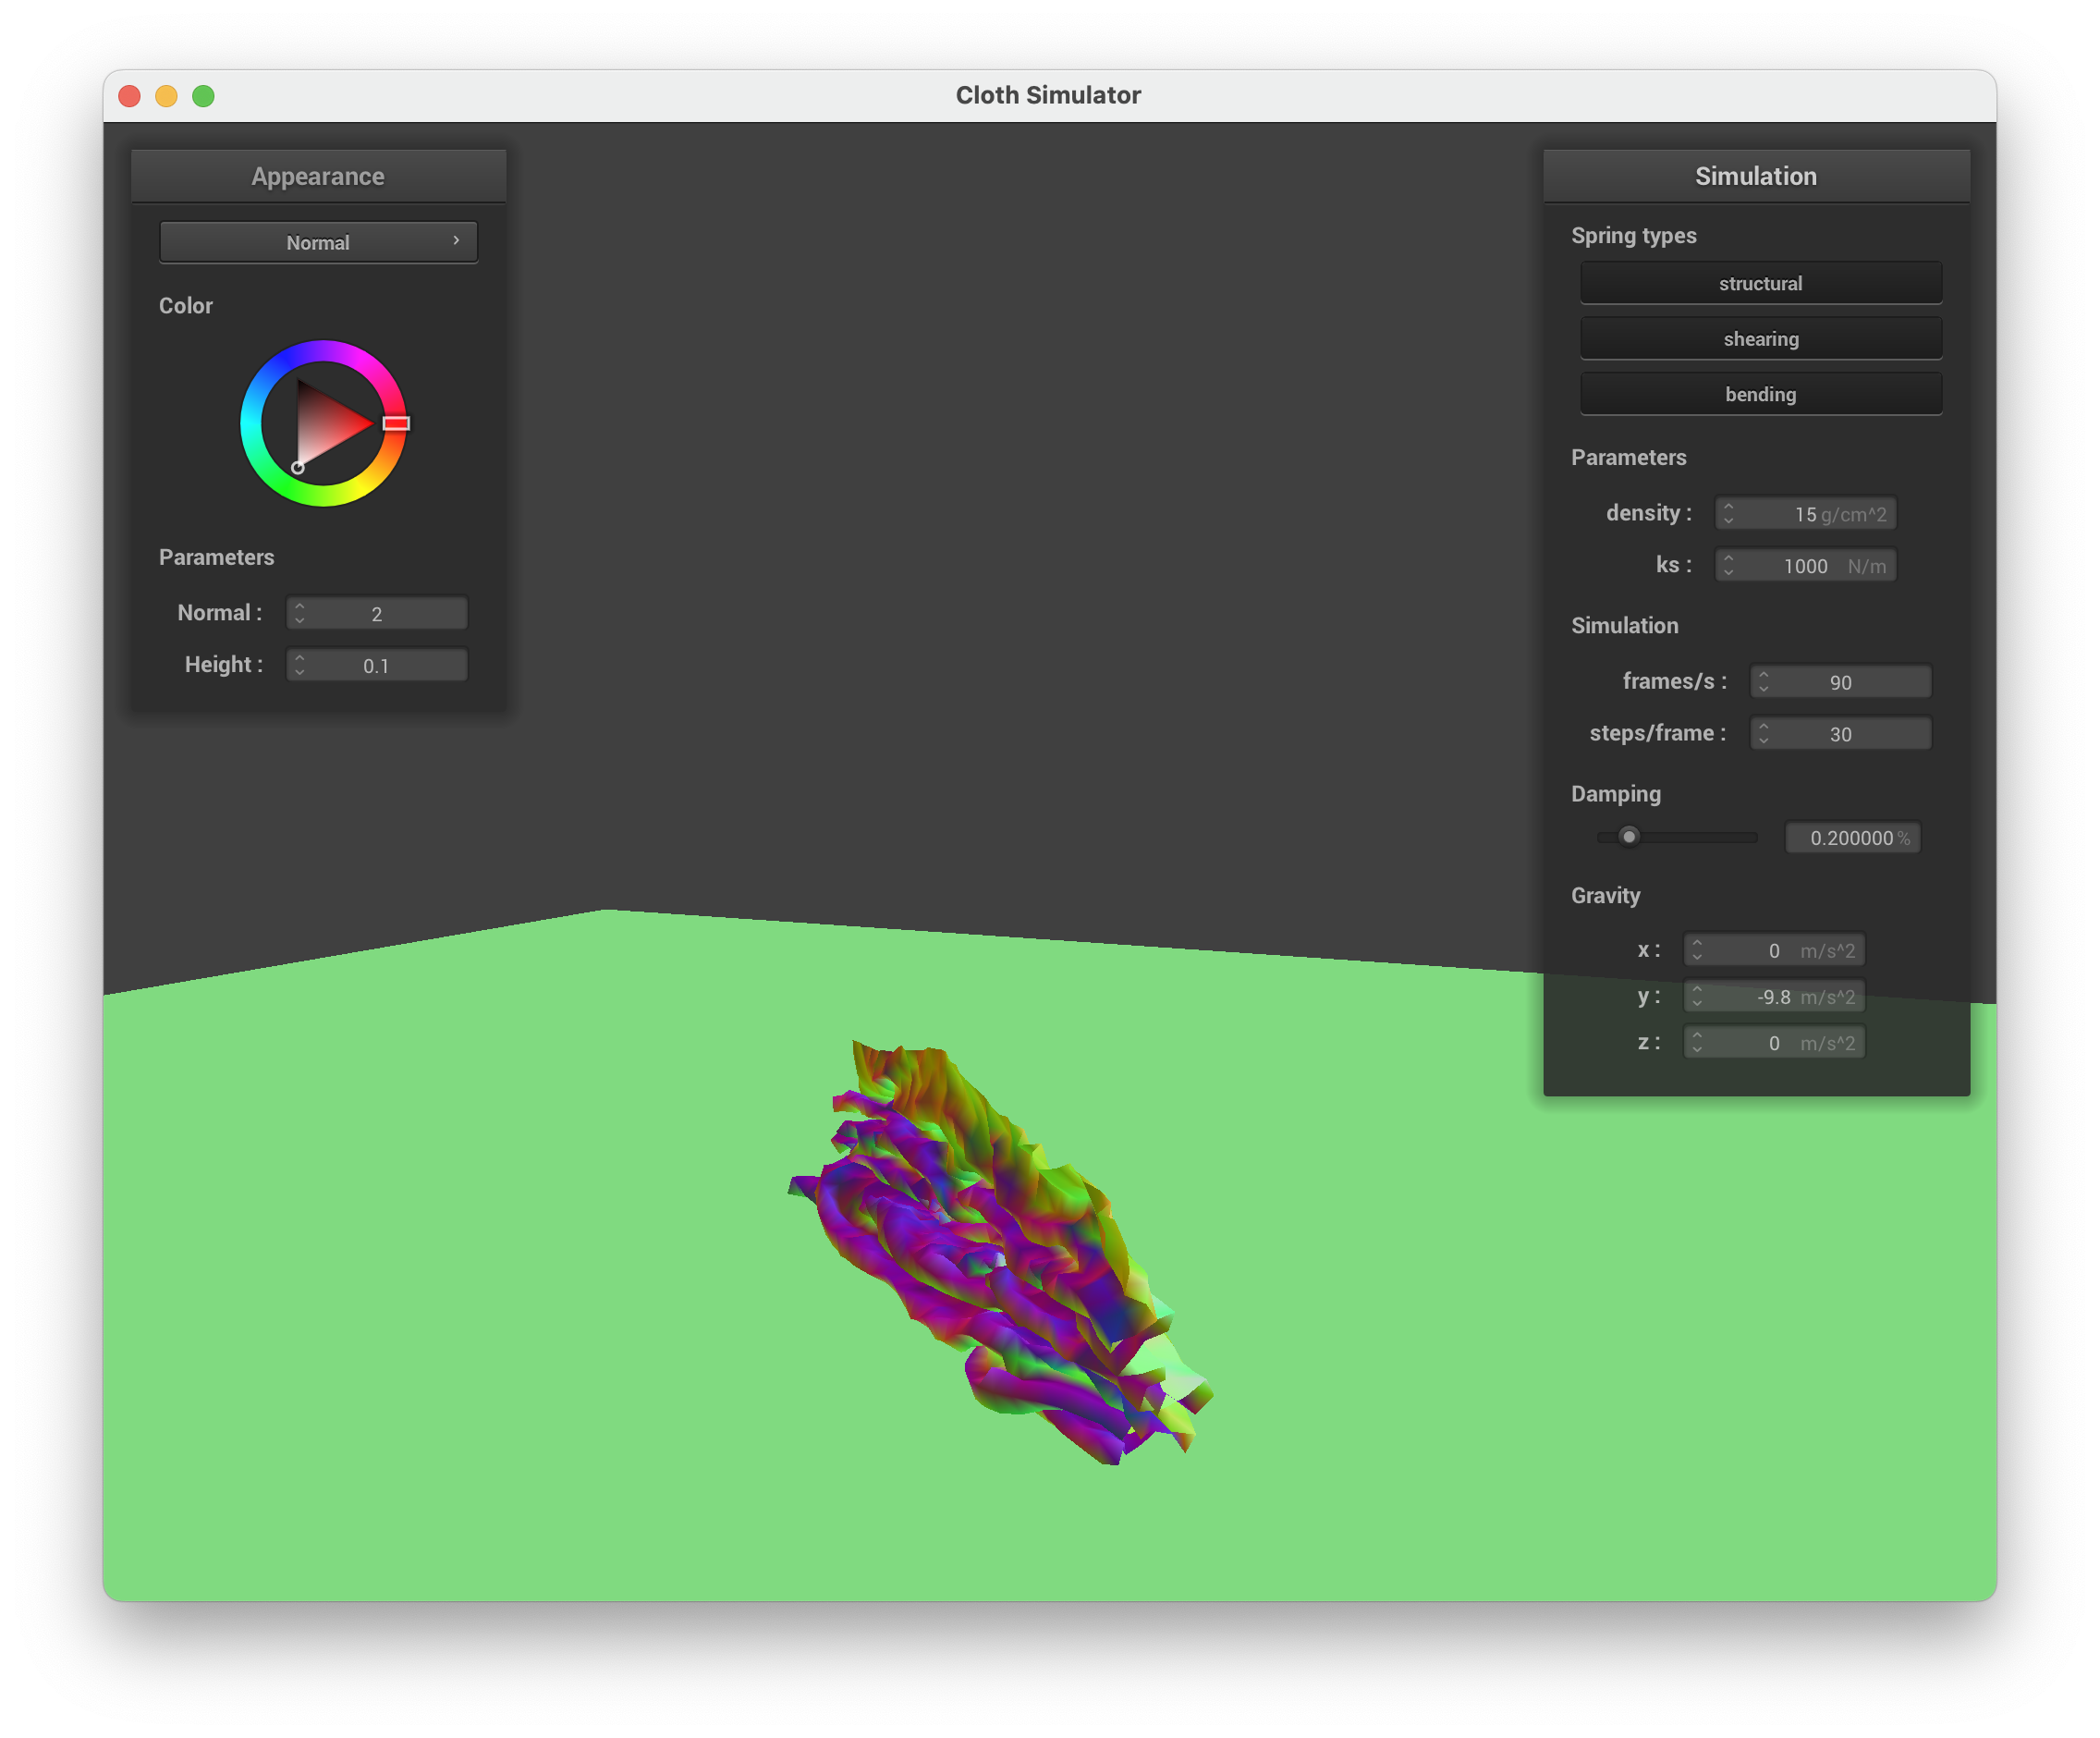 Cloth Simulator
Appearance
Normal
Color
Parameters
Normal : 2
Height : 0.1
Simulation
Spring types
structural
shearing
bending
Parameters
density : 15 g/cm^2
ks : 1000 N/m
Simulation
frames/s : 90
steps/frame : 30
Damping
0.200000 %
Gravity
x : 0 m/s^2
y : -9.8 m/s^2
z : 0 m/s^2